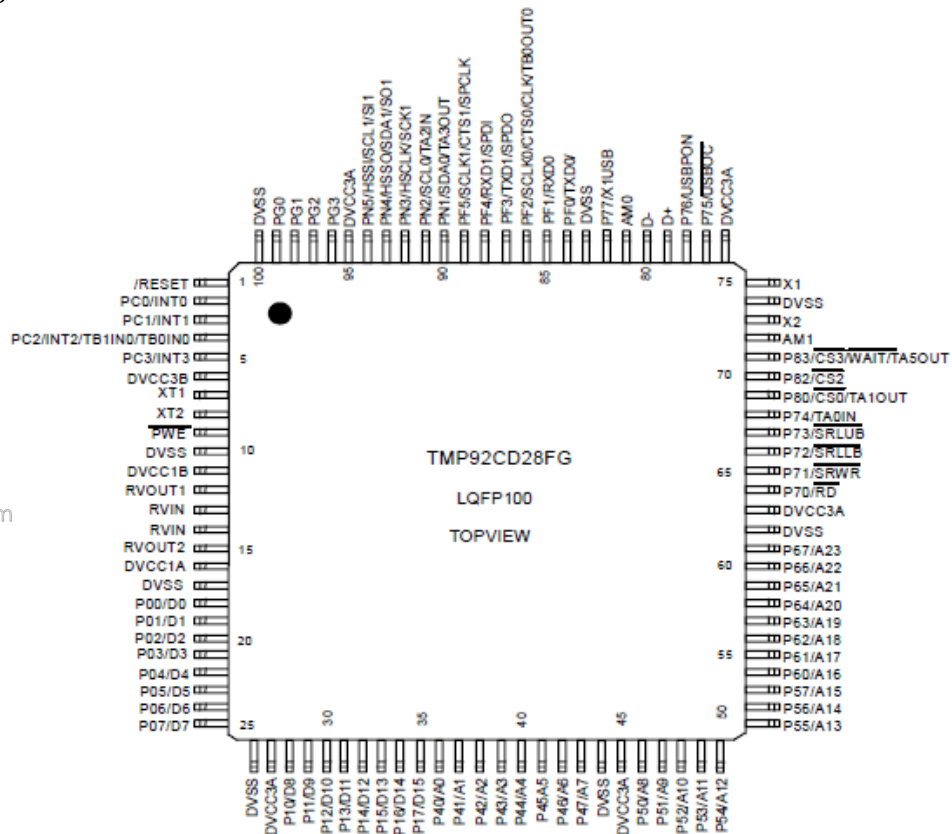 DVSS
PG0
PG1
PG2
PG3
DVCC3A
PN5/HSSI/SCL1/SI1
PN4/HSSO/SDA1/SO1
PN3/HSCLK/SCK1
PN2/SCL0/TA2IN
PN1/SDA0/TA3OUT
PF5/SCLK1/CTS1/SPCLK
PF4/RXD1/SPDI
PF3/TXD1/SPDO
PF2/SCLK0/CTS0/CLK/TB0OUT0
PF1/RXD0
PF0/TXD0/
DVSS
P77/X1USB
AM0
D-
D+
P76/USBPON
P75/USBOC
DVCC3A
100
95
90
85
80
/RESET
PC0/INT0
PC1/INT1
PC2/INT2/TB1IN0/TB0IN0
PC3/INT3
DVCC3B
XT1
XT2
PWE
DVSS
DVCC1B
RVOUT1
RVIN
RVIN
RVOUT2
DVCC1A
DVSS
P00/D0
P01/D1
P02/D2
P03/D3
P04/D4
P05/D5
P06/D6
P07/D7
1
5
10
15
20
25
m
TMP92CD28FG
LQFP100
TOPVIEW
75
70
65
60
55
50
X1
DVSS
X2
AM1
P83/CS3/WAIT/TA5OUT
P82/CS2
P80/CS0/TA1OUT
P74/TA0IN
P73/SRLUB
P72/SRLLB
P71/SRWR
P70/RD
DVCC3A
DVSS
P67/A23
P66/A22
P65/A21
P64/A20
P63/A19
P62/A18
P61/A17
P60/A16
P57/A15
P56/A14
P55/A13
30
35
40
45
DVSS
DVCC3A
P10/D8
P11/D9
P12/D10
P13/D11
P14/D12
P15/D13
P16/D14
P17/D15
P40/A0
P41/A1
P42/A2
P43/A3
P44/A4
P45A5
P46/A6
P47/A7
DVSS
DVCC3A
P50/A8
P51/A9
P52/A10
P53/A11
P54/A12